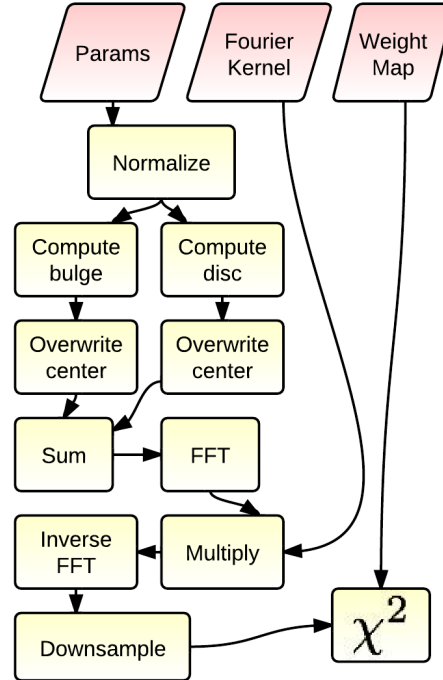 Params
Fourier
Kernel
Weight
Map
Normalize
Compute
bulge
Compute
disc
Overwrite
center
Overwrite
center
Sum
FFT
Inverse
FFT
Multiply
Downsample
χ²